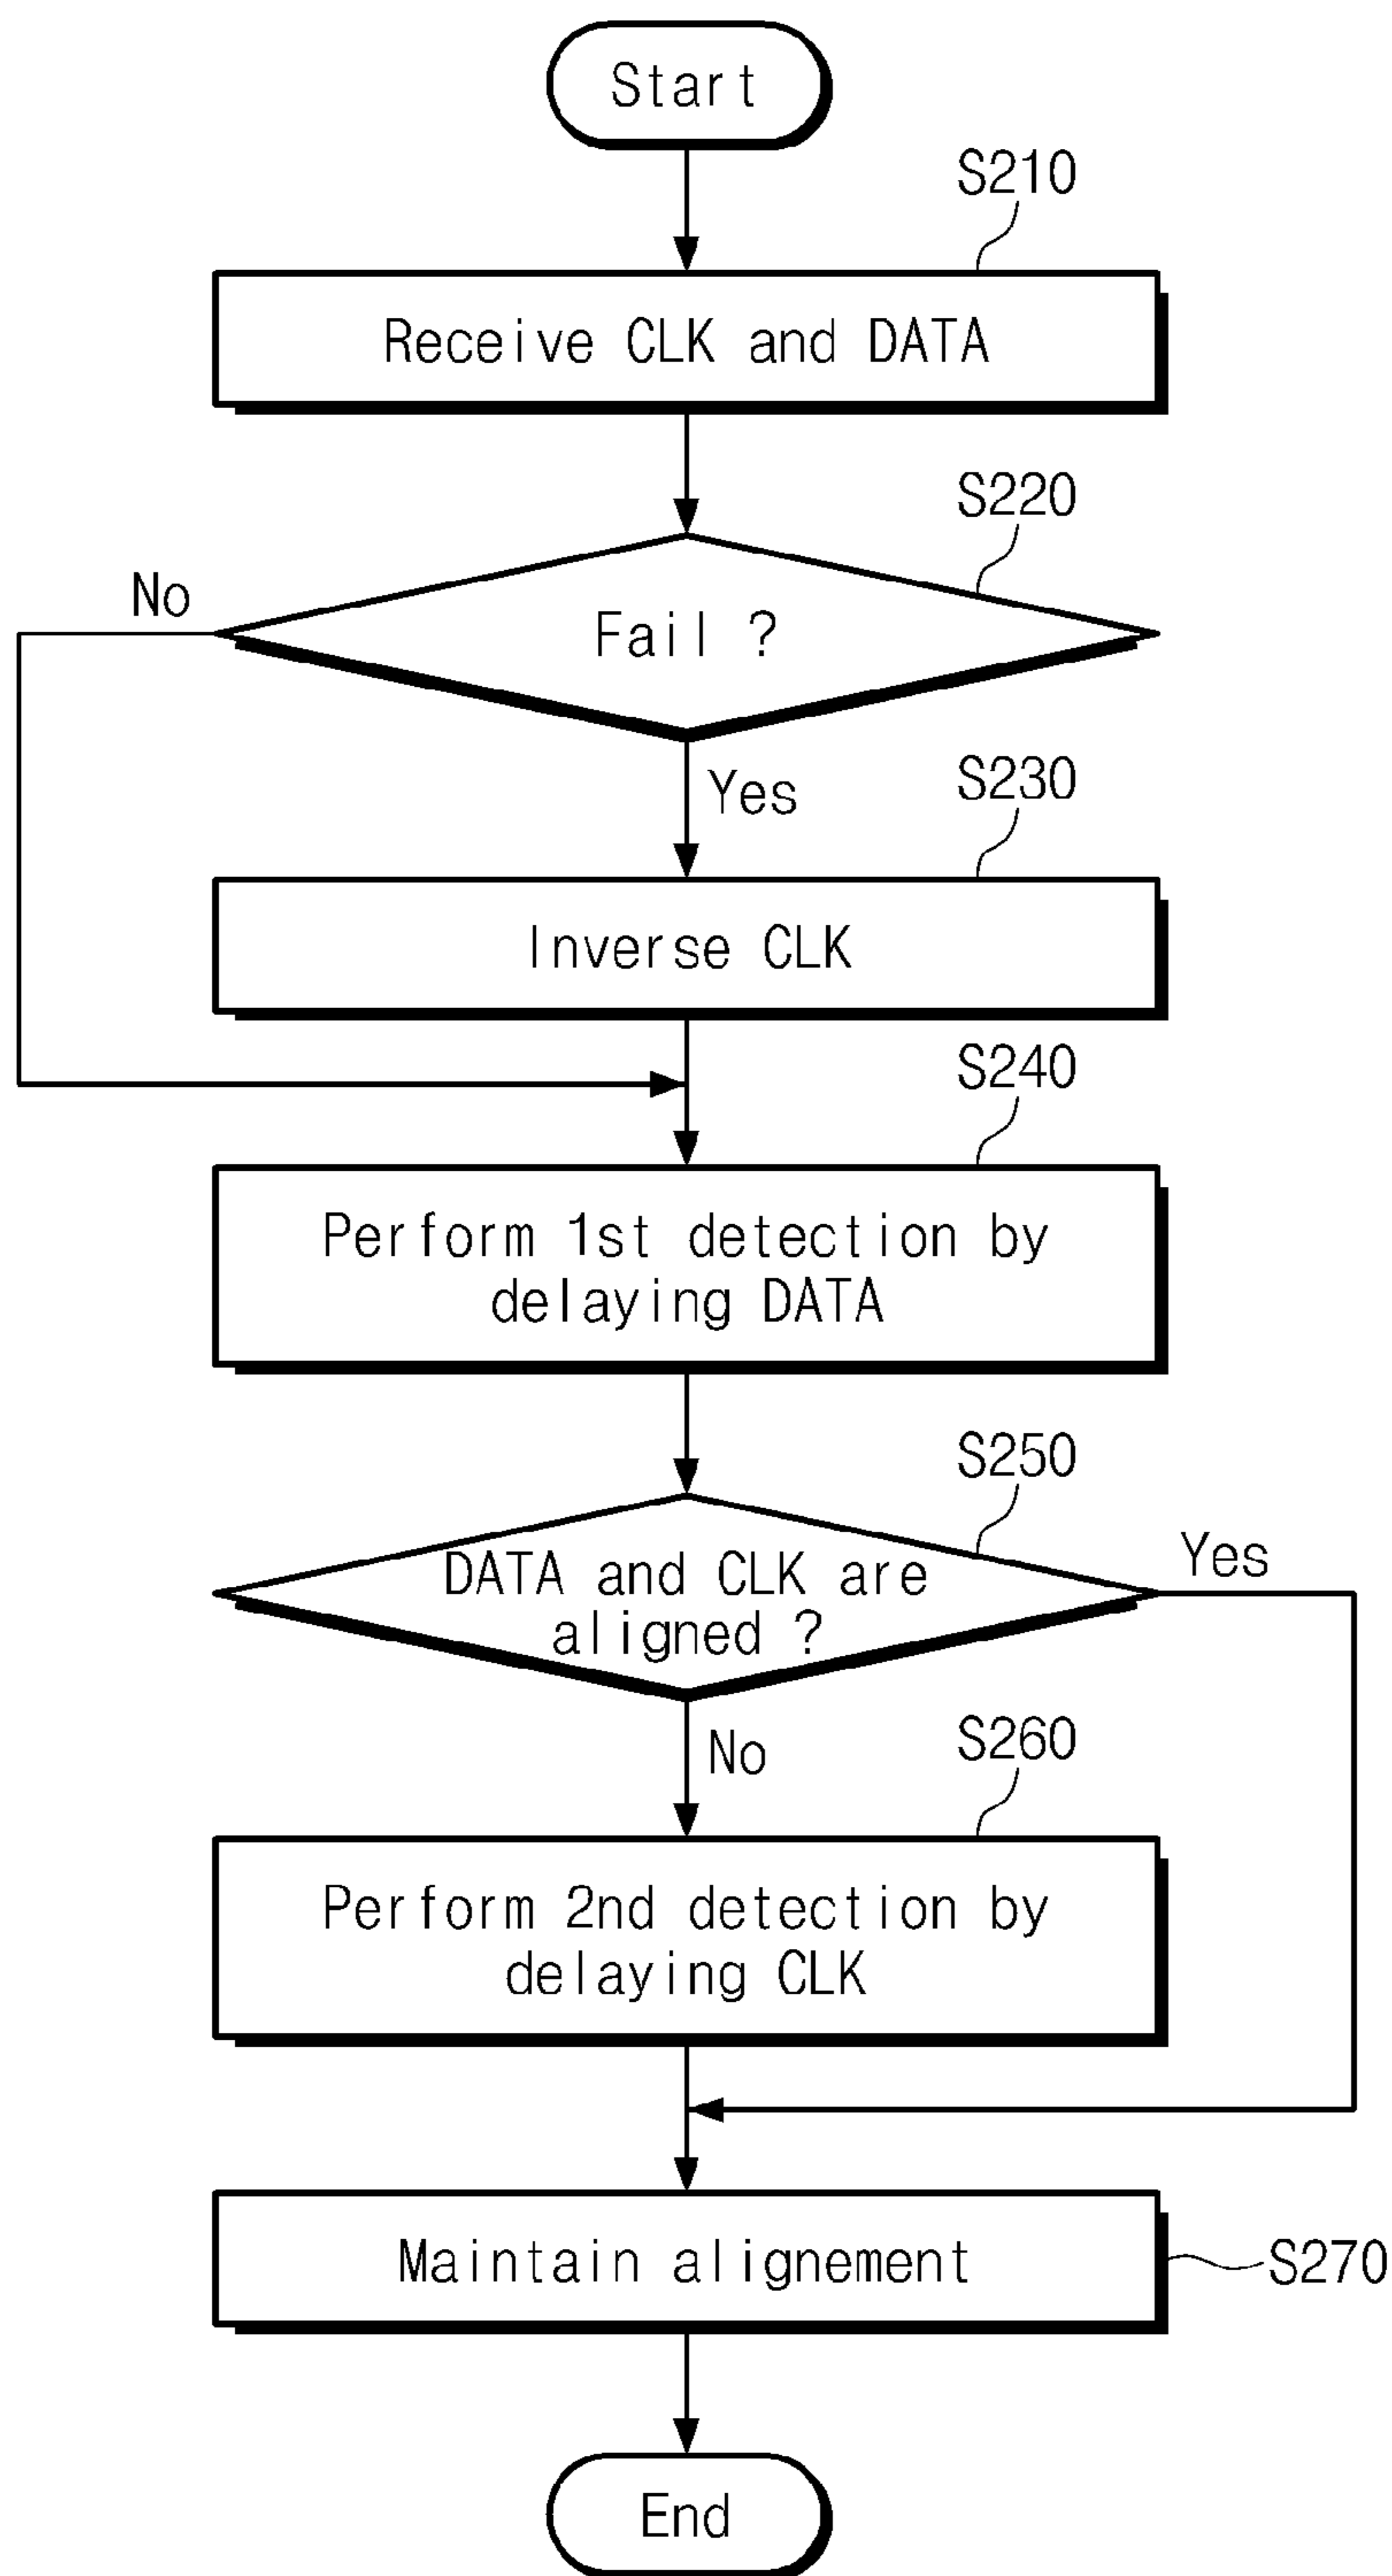 Start
S210
Receive CLK and DATA
S220
No
Fail ?
Yes
S230
Inverse CLK
S240
Perform 1st detection by
delaying DATA
S250
Yes
DATA and CLK are
aligned ?
No
S260
Perform 2nd detection by
delaying CLK
Maintain alignement
S270
End